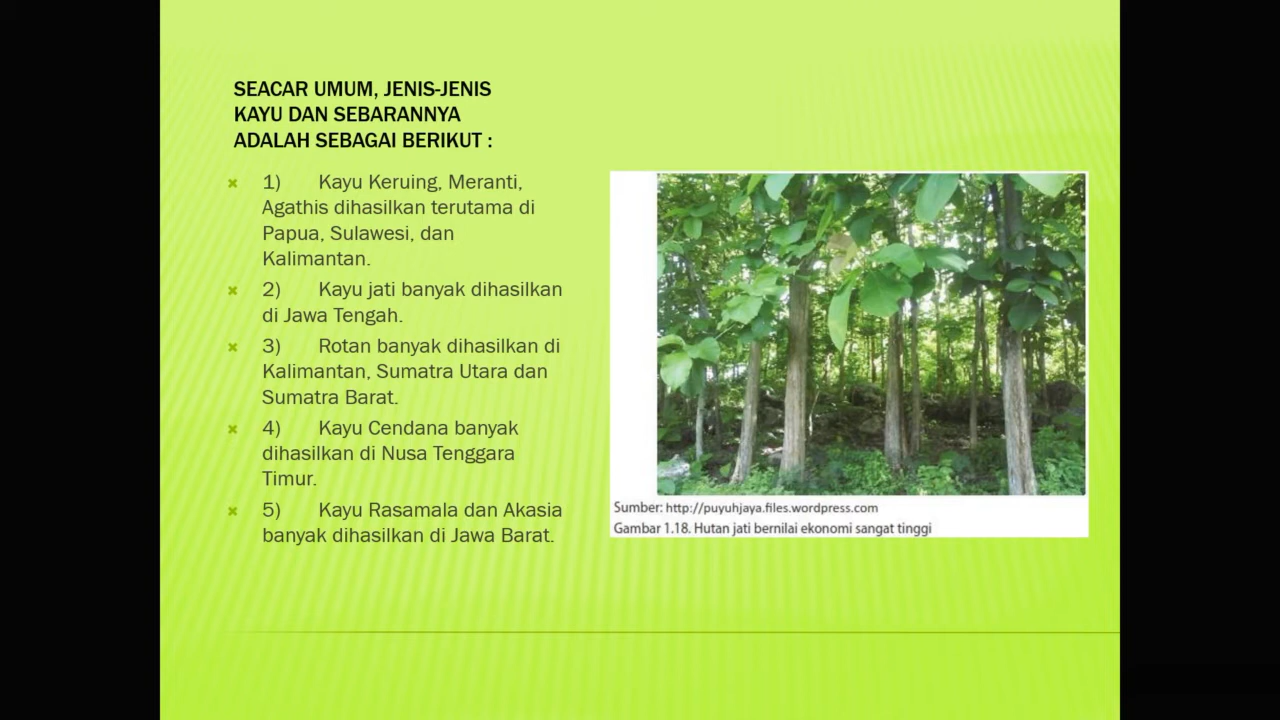 SEACAR UMUM, JENIS-JENIS
KAYU DAN SEBARANNYA
ADALAH SEBAGAI BERIKUT :
1) Kayu Keruing, Meranti,
Agathis dihasilkan terutama di
Papua, Sulawesi, dan
Kalimantan.
2) Kayu jati banyak dihasilkan
di Jawa Tengah.
3) Rotan banyak dihasilkan di
Kalimantan, Sumatra Utara dan
Sumatra Barat.
4) Kayu Cendana banyak
dihasilkan di Nusa Tenggara
Timur.
5) Kayu Rasamala dan Akasia
banyak dihasilkan di Jawa Barat.
Sumber: http://puyuhjaya.files.wordpress.com
Gambar 1.18. Hutan jati bernilai ekonomi sangat tinggi